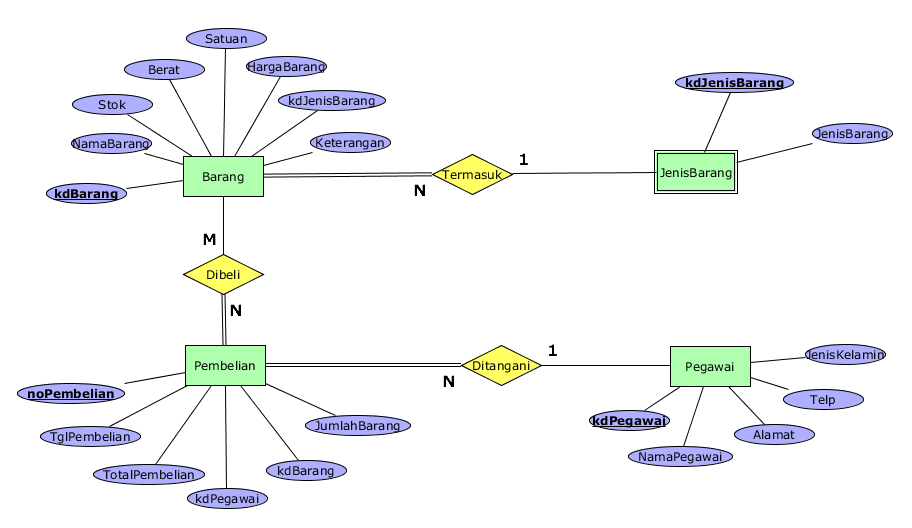 Satuan
Berat
HargaBarang
Stok
kdJenisBarang
kdJenisBarang
NamaBarang
Keterangan
JenisBarang
kdBarang
Barang
N
Termasuk
1
JenisBarang
M
Dibeli
N
Pembelian
N
Ditangani
1
Pegawai
JenisKelamin
noPembelian
Telp
TglPembelian
JumlahBarang
kdPegawai
Alamat
TotalPembelian
kdBarang
NamaPegawai
kdPegawai